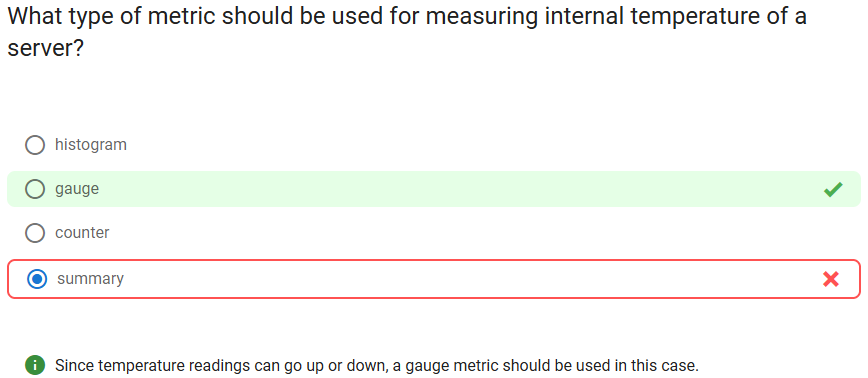 What type of metric should be used for measuring internal temperature of a
server?
histogram
gauge
counter
summary
Since temperature readings can go up or down, a gauge metric should be used in this case.